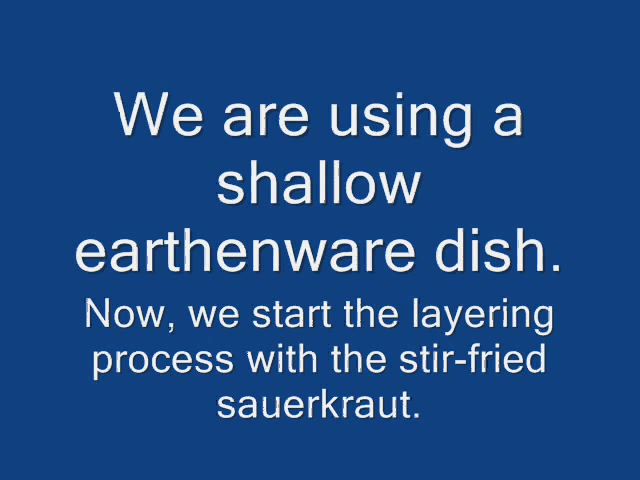 We are using a
shallow
earthenware dish.
Now, we start the layering
process with the stir-fried
sauerkraut.